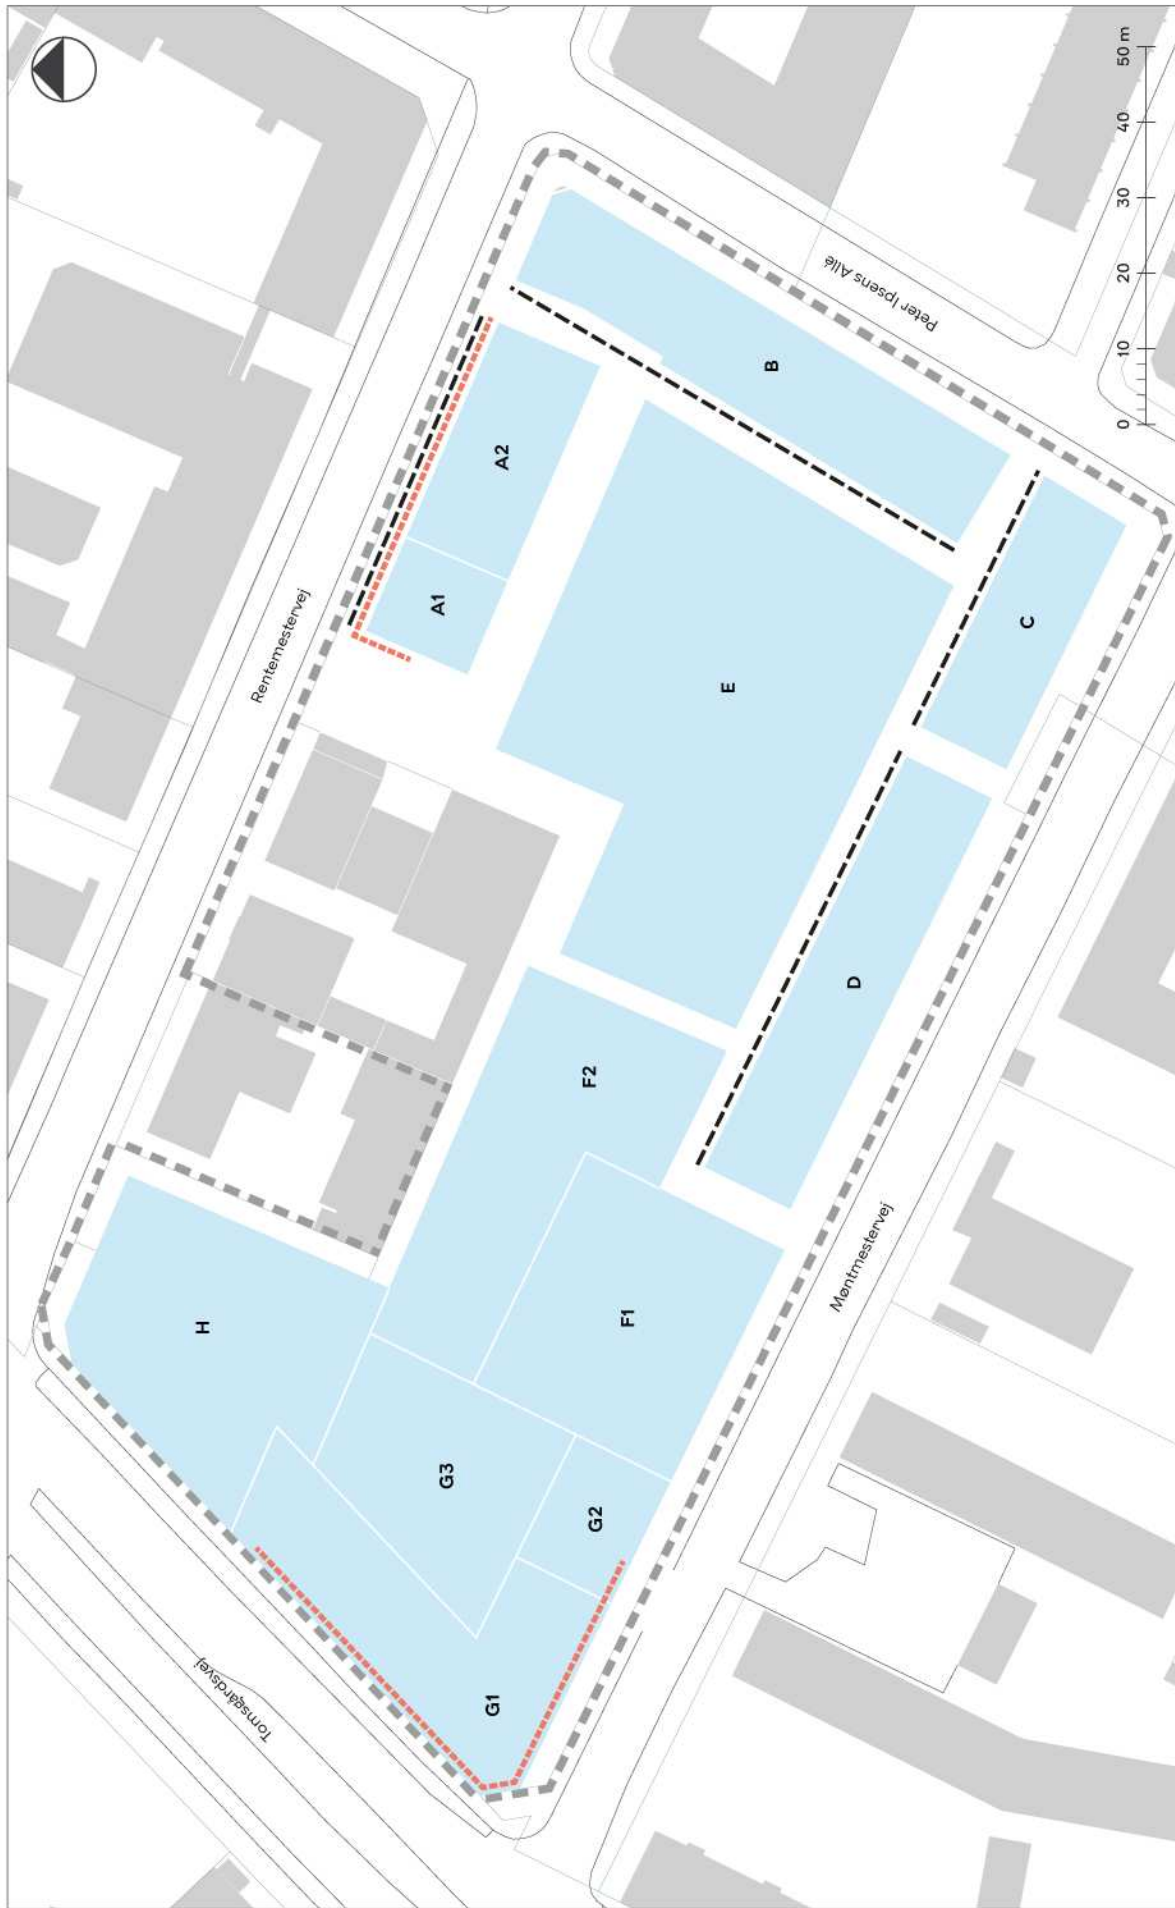 Rentemestervej
Peter Ipsens Allé
Tomsgårdsvej
Møntmestervej
A1
A2
B
C
D
E
F1
F2
G1
G2
G3
H
0 10 20 30 40 50 m